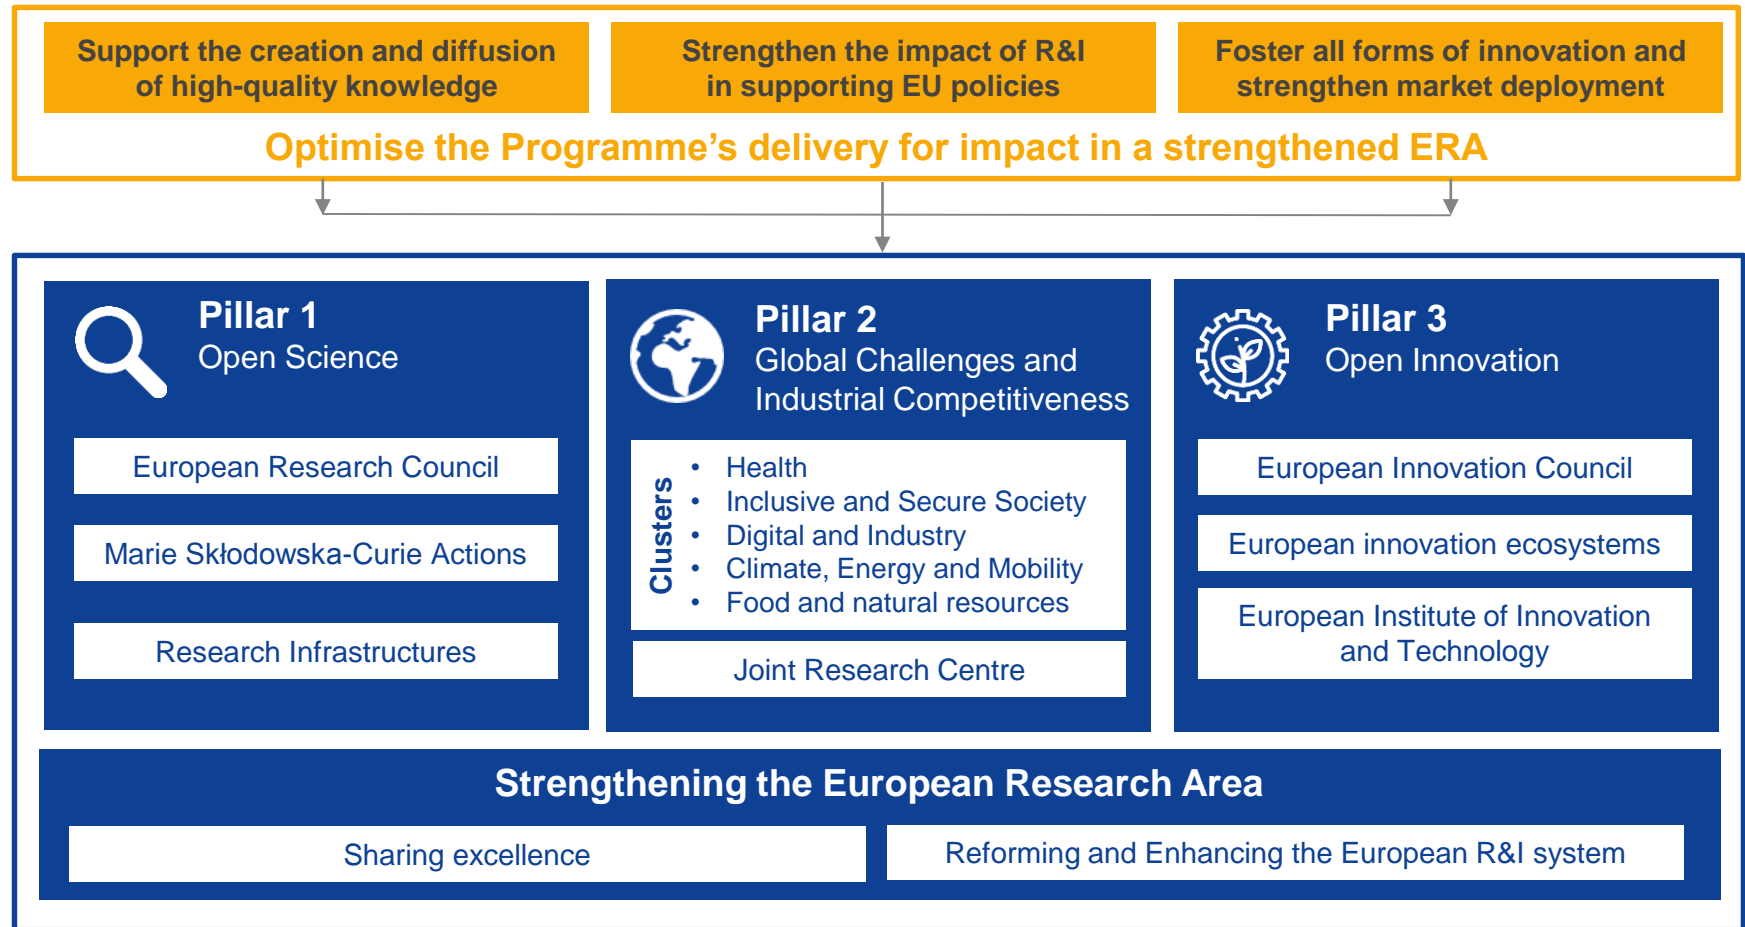 Support the creation and diffusion
of high-quality knowledge
Strengthen the impact of R&I
in supporting EU policies
Foster all forms of innovation and
strengthen market deployment
Optimise the Programme’s delivery for impact in a strengthened ERA
Pillar 1
Open Science
European Research Council
Marie Skłodowska-Curie Actions
Research Infrastructures
Pillar 2
Global Challenges and
Industrial Competitiveness
Clusters
• Health
• Inclusive and Secure Society
• Digital and Industry
• Climate, Energy and Mobility
• Food and natural resources
Joint Research Centre
Pillar 3
Open Innovation
European Innovation Council
European innovation ecosystems
European Institute of Innovation
and Technology
Strengthening the European Research Area
Sharing excellence
Reforming and Enhancing the European R&I system